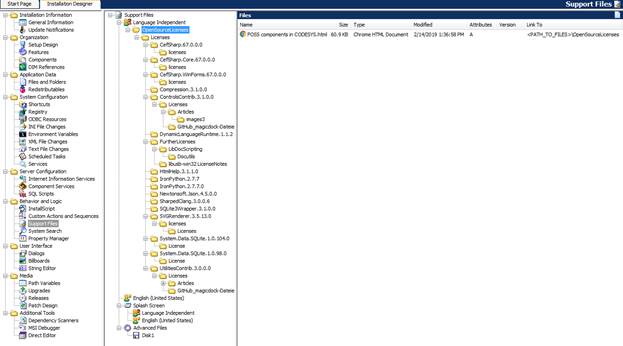 Start Page
Installation Designer
Support Files
Installation Information
General Information
Update Notifications
Organization
Setup Design
Features
Components
DIM References
Application Data
Files and Folders
Redistributables
System Configuration
Shortcuts
Registry
ODBC Resources
INI File Changes
Environment Variables
XML File Changes
Text File Changes
Scheduled Tasks
Services
Server Configuration
Internet Information Services
Component Services
SQL Scripts
Behavior and Logic
InstallScript
Custom Actions and Sequences
Support Files
System Search
Property Manager
User Interface
Dialogs
Billboards
String Editor
Media
Path Variables
Upgrades
Releases
Patch Design
Additional Tools
Dependency Scanners
MSI Debugger
Direct Editor
Support Files
Language Independent
OpenSourceLicenses
Licenses
CefSharp.67.0.0.0
licenses
CefSharp.Core.67.0.0.0
licenses
CefSharp.WinForms.67.0.0.0
licenses
Compression.3.1.0.0
ControlsContrib.3.1.0.0
Licenses
Articles
images3
GitHub_magicdock-Dateie
DynamicLanguageRuntime.1.1.2
FurtherLicenses
LibDocScripting
Docutils
libusb-win32 LicenseNotes
HtmlHelp.3.1.1.0
IronPython.2.7.7
IronPython.2.7.7.0
Newtonsoft.Json.4.5.0.0
SharpedClang.3.0.0.6
SQLite3Wrapper.3.1.0.0
SVGRenderer.3.5.13.0
licenses
Licenses
System.Data.SQLite.1.0.104.0
License
System.Data.SQLite.1.0.98.0
License
UtilitiesContrib.3.0.0.0
Licenses
Articles
GitHub_magicdock-Dateie
English (United States)
Splash Screen
Language Independent
English (United States)
Advanced Files
Disk1
Files
Name Size Type Modified Attributes Version Link To
FOSS components in CODESYS.html 60.9 KB Chrome HTML Document 2/14/2019 1:36:58 PM A <PATH_TO_FILES>\OpenSourceLicenses